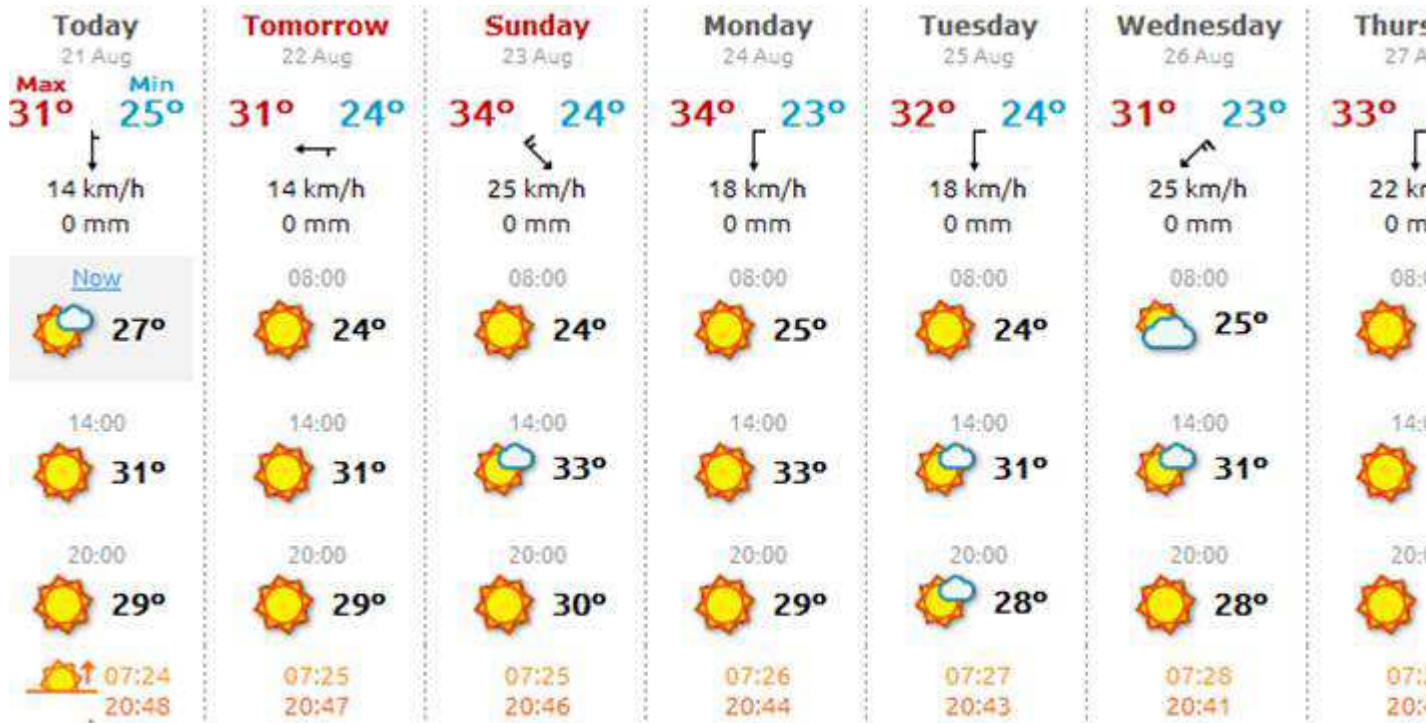 Today Tomorrow Sunday Monday Tuesday Wednesday
21 Aug 22 Aug 23 Aug 24 Aug 25 Aug 26 Aug 27
Max Min
31º 25º 31º 24º 34º 24º 34º 23º 32º 24º 31º 23º 33º
14 km/h 14 km/h 25 km/h 18 km/h 18 km/h 25 km/h 22
0 mm 0 mm 0 mm 0 mm 0 mm 0 mm 0
Now 08:00 08:00 08:00 08:00 08:00
27º 24º 24º 25º 24º 25º
14:00 14:00 14:00 14:00 14:00 14:00
31º 31º 33º 33º 31º 31º
20:00 20:00 20:00 20:00 20:00 20:00
29º 29º 30º 29º 28º 28º
07:24 07:25 07:25 07:26 07:27 07:28
20:48 20:47 20:46 20:44 20:43 20:41